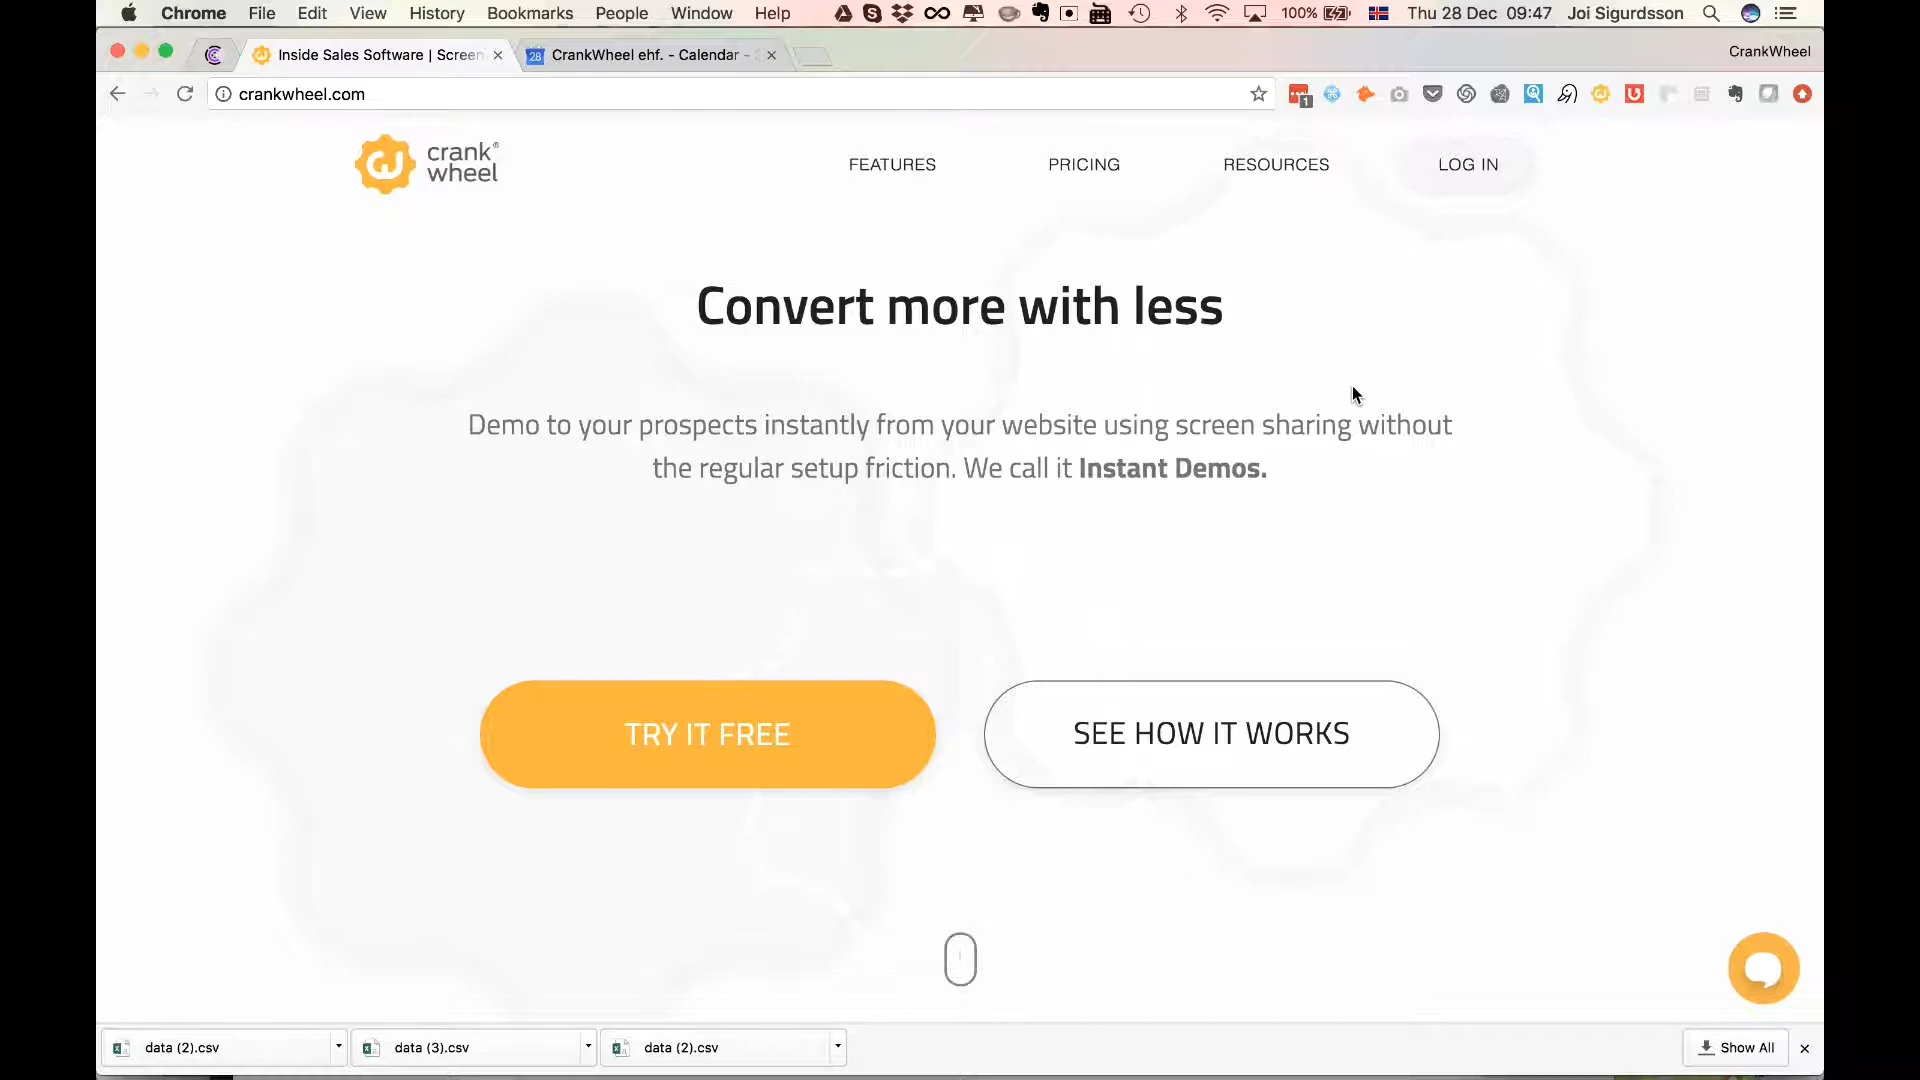 Chrome File Edit View History Bookmarks People Window Help 100% Thu 28 Dec 09:47 Joi Sigurdsson
Inside Sales Software | Screen
28 CrankWheel ehf. - Calendar -
CrankWheel
crankwheel.com
1
crank® wheel
FEATURES
PRICING
RESOURCES
LOG IN
Convert more with less
Demo to your prospects instantly from your website using screen sharing without
the regular setup friction. We call it Instant Demos.
TRY IT FREE
SEE HOW IT WORKS
data (2).csv
data (3).csv
data (2).csv
Show All